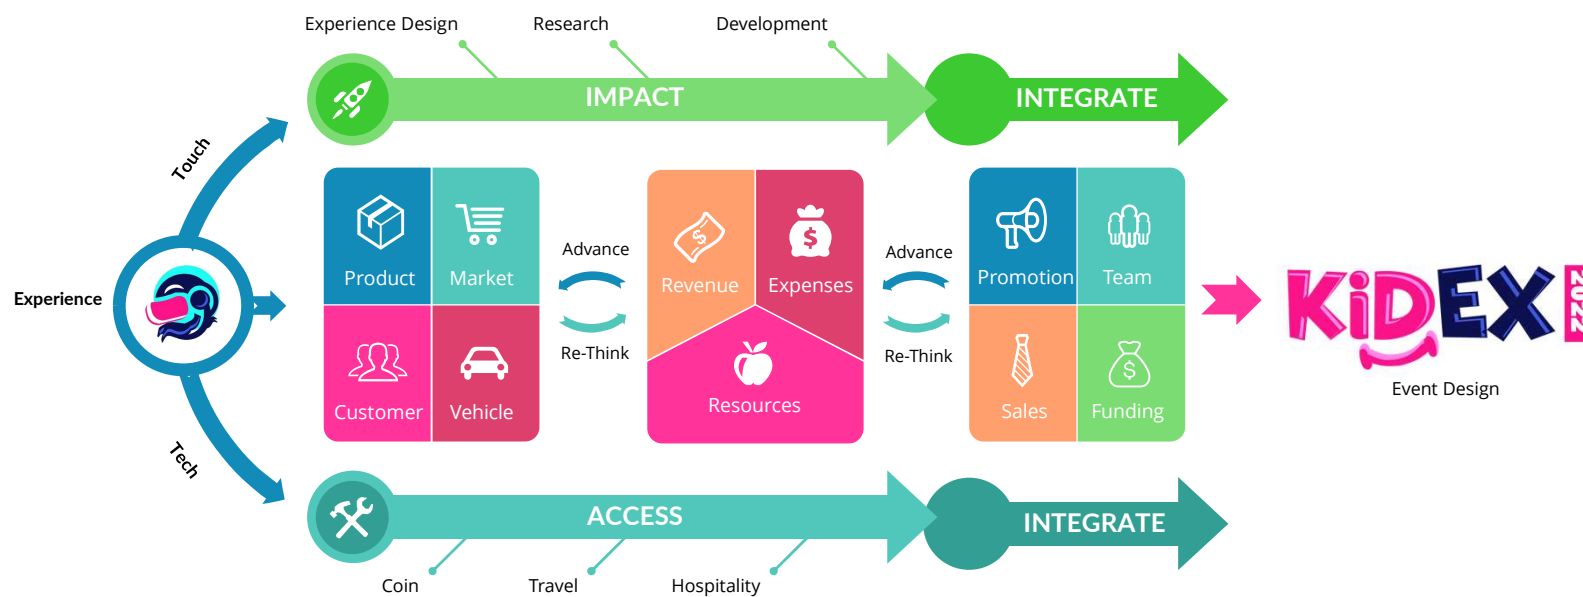 Experience Design
Research
Development
IMPACT
INTEGRATE
Touch
Experience
Tech
Product
Market
Customer
Vehicle
Advance
Re-Think
Revenue
Expenses
$
$
Resources
Advance
Re-Think
Promotion
Team
Sales
Funding
$
KiDEX
2022
Event Design
ACCESS
INTEGRATE
Coin
Travel
Hospitality